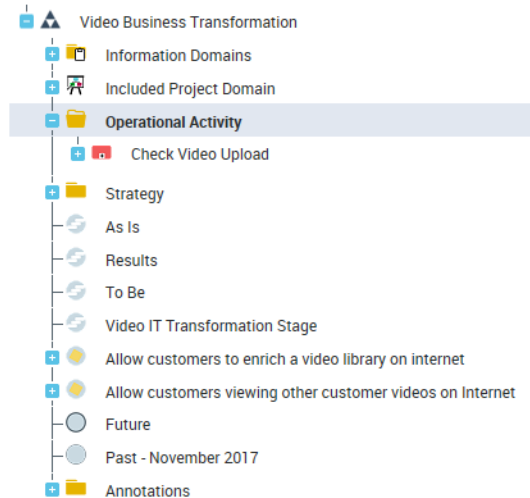 Video Business Transformation
Information Domains
Included Project Domain
Operational Activity
Check Video Upload
Strategy
As Is
Results
To Be
Video IT Transformation Stage
Allow customers to enrich a video library on internet
Allow customers viewing other customer videos on Internet
Future
Past - November 2017
Annotations